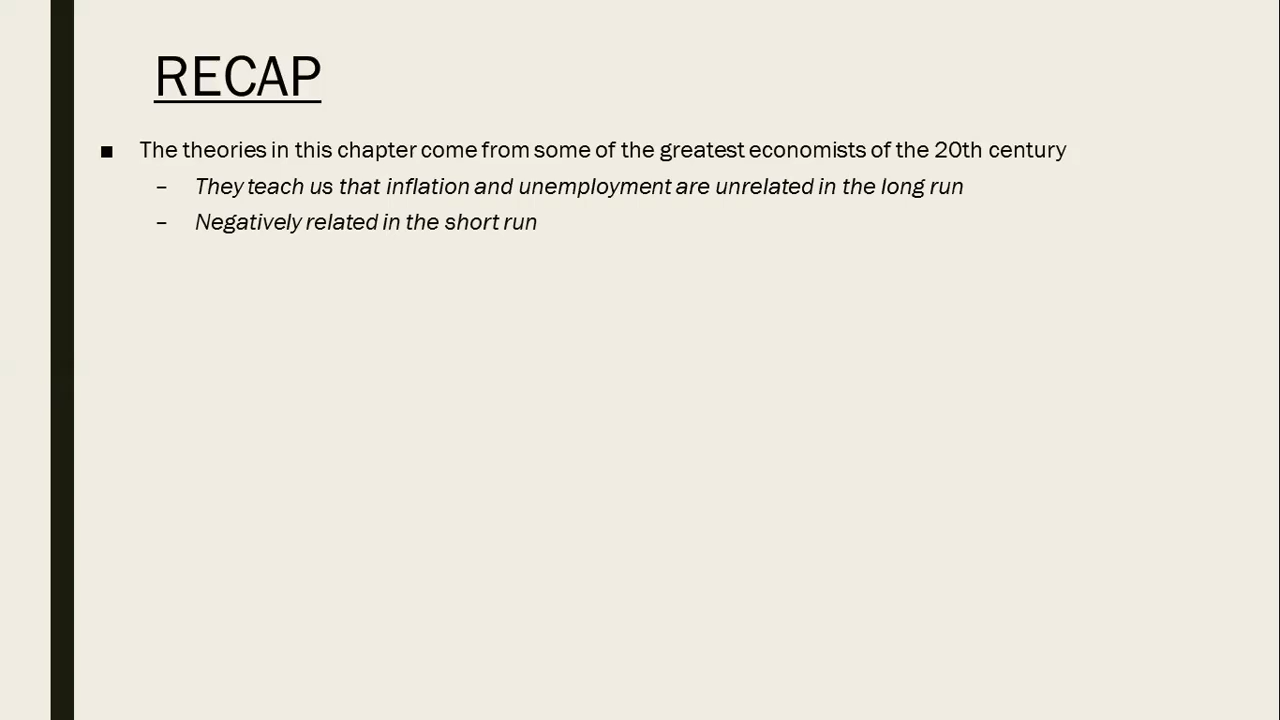 RECAP
■ The theories in this chapter come from some of the greatest economists of the 20th century
– They teach us that inflation and unemployment are unrelated in the long run
– Negatively related in the short run